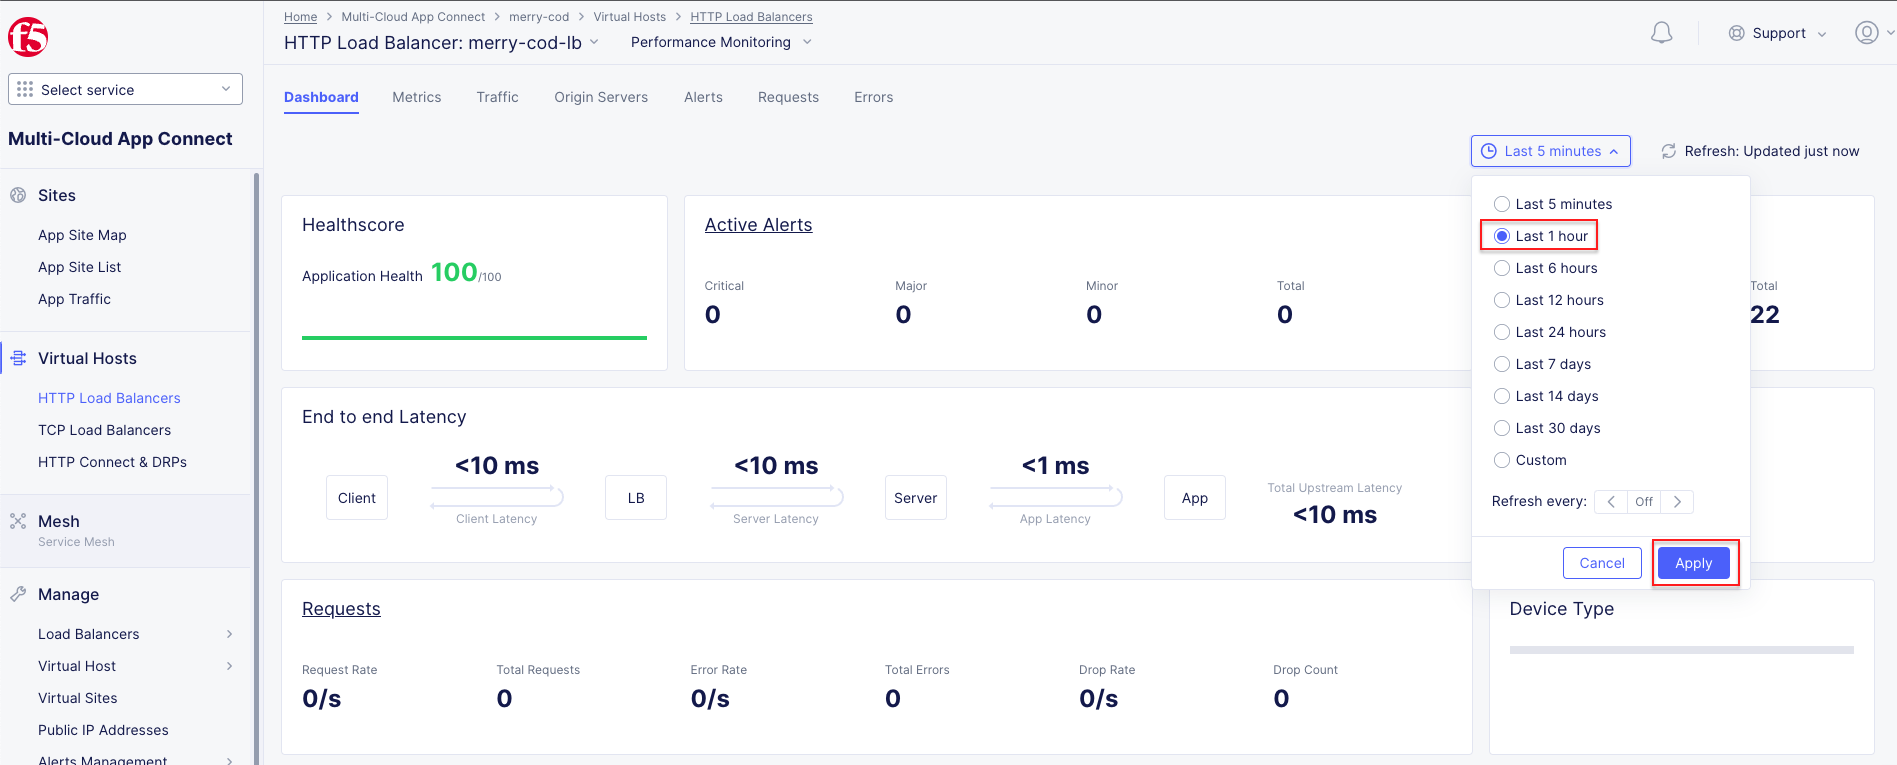 f5
Home > Multi-Cloud App Connect > merry-cod > Virtual Hosts > HTTP Load Balancers
HTTP Load Balancer: merry-cod-lb
Performance Monitoring
Support
Select service
Multi-Cloud App Connect
Sites
App Site Map
App Site List
App Traffic
Virtual Hosts
HTTP Load Balancers
TCP Load Balancers
HTTP Connect & DRPs
Mesh
Service Mesh
Manage
Load Balancers
Virtual Host
Virtual Sites
Public IP Addresses
Alerts Management
Dashboard Metrics Traffic Origin Servers Alerts Requests Errors
Last 5 minutes
Refresh: Updated just now
Last 5 minutes
Last 1 hour
Last 6 hours
Last 12 hours
Last 24 hours
Last 7 days
Last 14 days
Last 30 days
Custom
Refresh every: Off
Cancel Apply
Healthscore
Application Health 100/100
Active Alerts
Critical Major Minor Total
0 0 0 0
Total
22
End to end Latency
Client
<10 ms
Client Latency
LB
<10 ms
Server Latency
Server
<1 ms
App Latency
App
Total Upstream Latency
<10 ms
Requests
Request Rate Total Requests Error Rate Total Errors Drop Rate Drop Count
0/s 0 0/s 0 0/s 0
Device Type